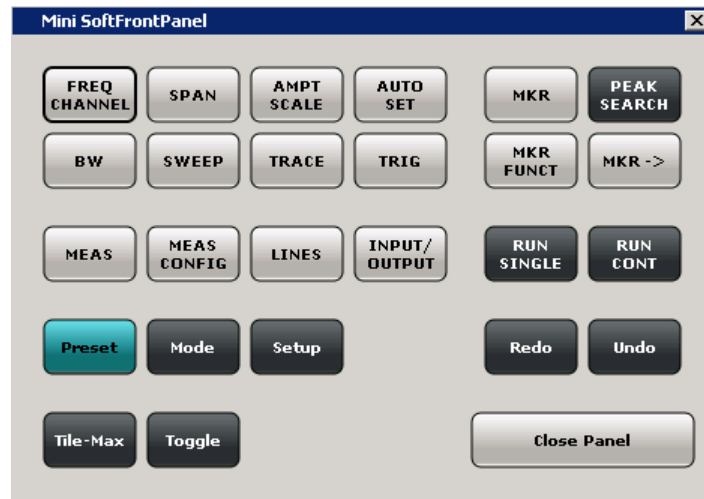 Mini SoftFrontPanel
FREQ
CHANNEL
SPAN
AMPT
SCALE
AUTO
SET
MKR
PEAK
SEARCH
BW
SWEEP
TRACE
TRIG
MKR
FUNCT
MKR ->
MEAS
MEAS
CONFIG
LINES
INPUT/
OUTPUT
RUN
SINGLE
RUN
CONT
Preset
Mode
Setup
Redo
Undo
Tile-Max
Toggle
Close Panel